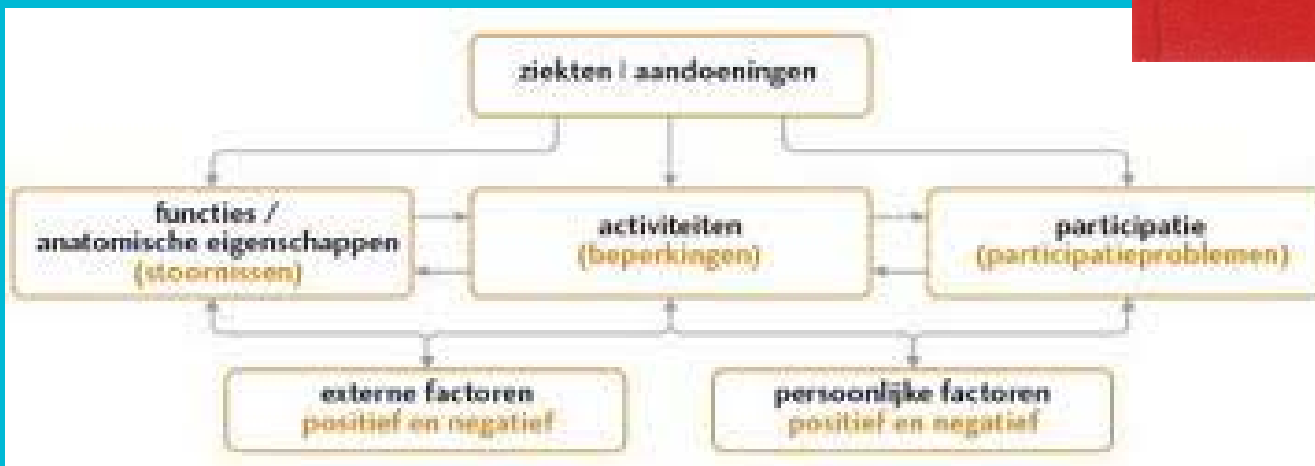 ziekten | aandoeningen
functies /
anatomische eigenschappen
(stoornissen)
activiteiten
(beperkingen)
participatie
(participatieproblemen)
externe factoren
positief en negatief
persoonlijke factoren
positief en negatief